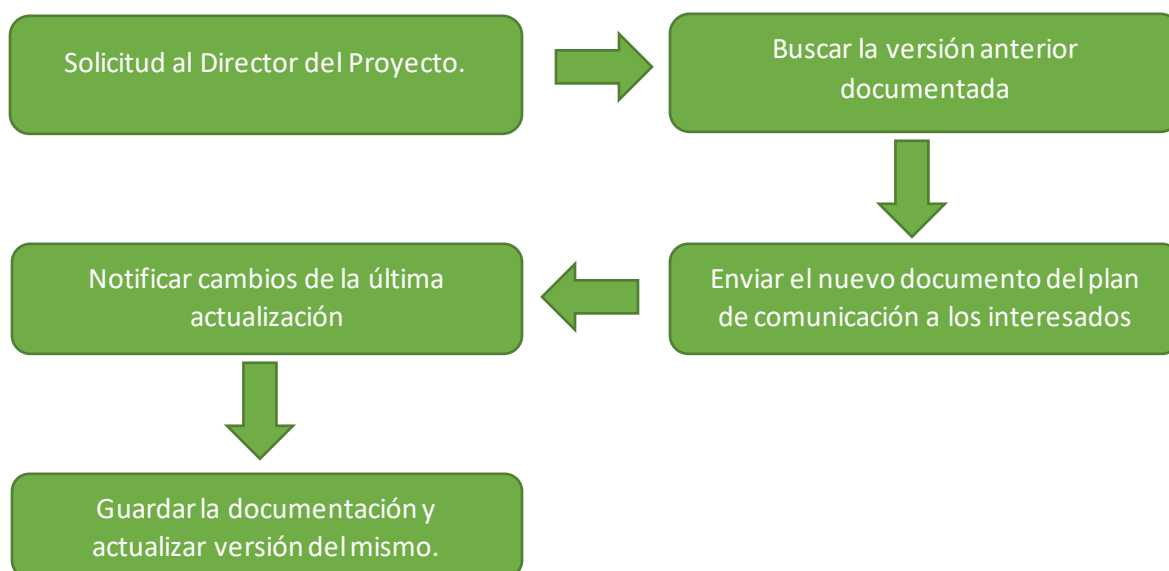 Solicitud al Director del Proyecto.
Buscar la versión anterior
documentada
Enviar el nuevo documento del plan
de comunicación a los interesados
Notificar cambios de la última
actualización
Guardar la documentación y
actualizar versión del mismo.